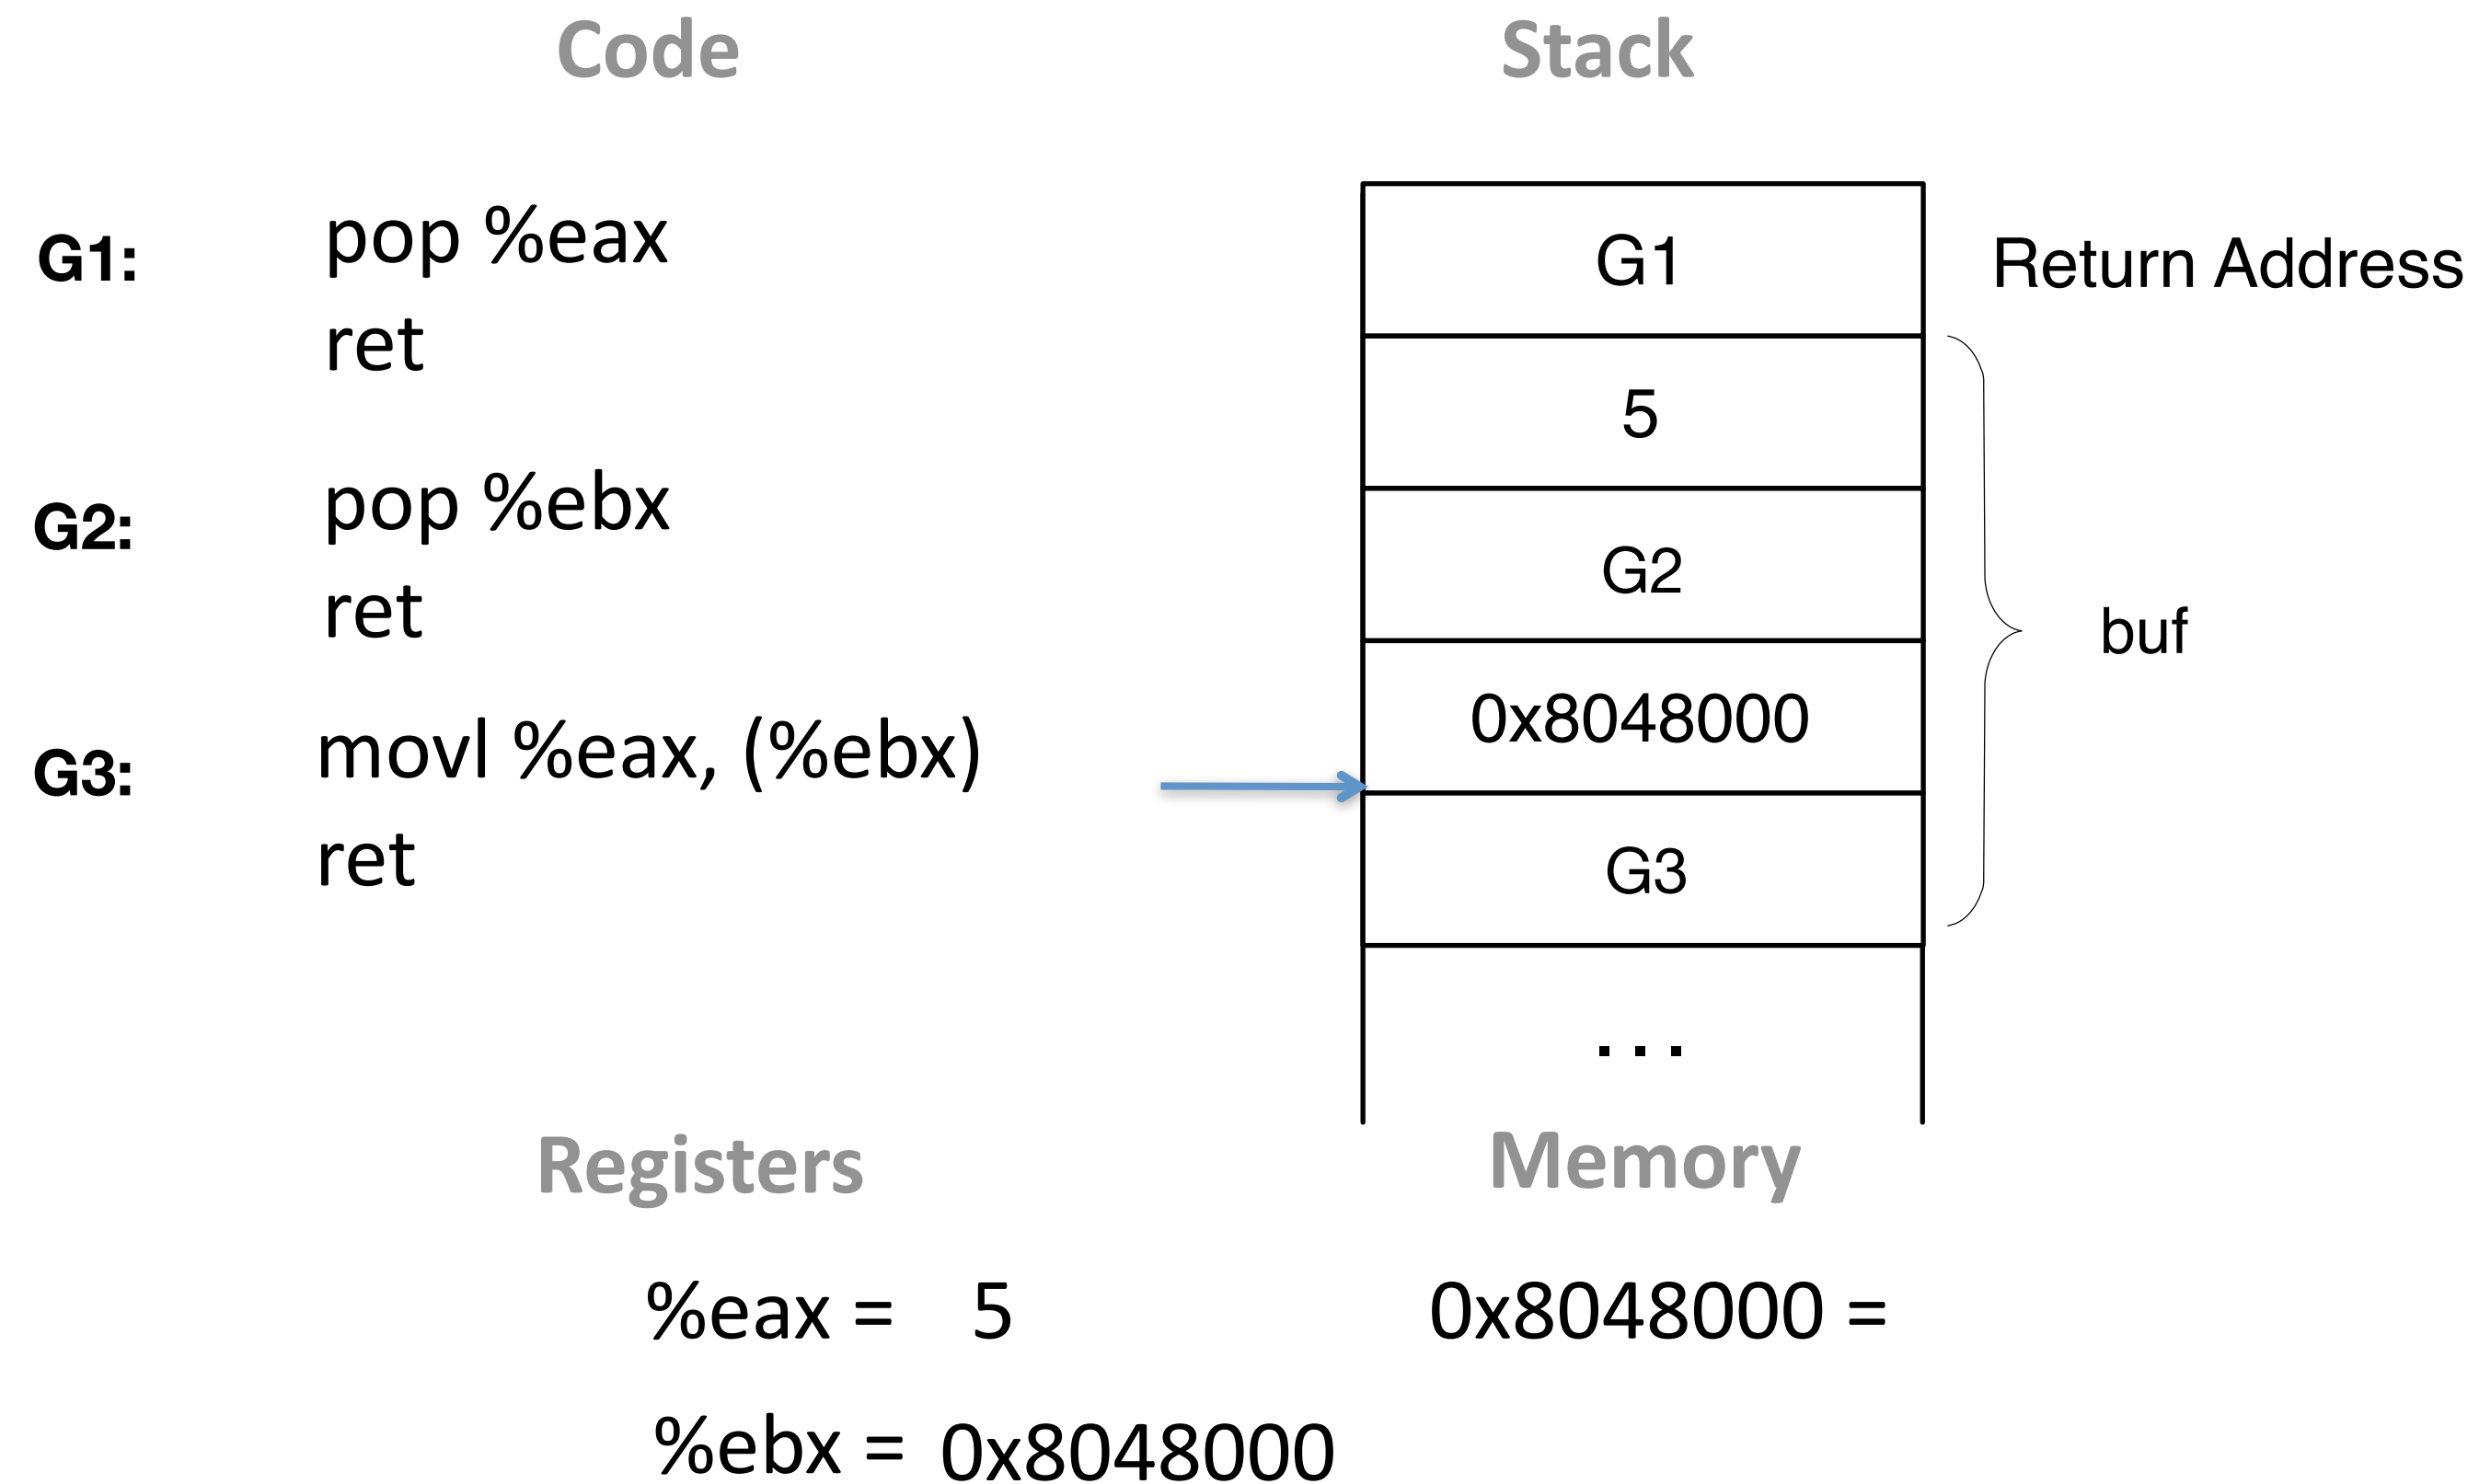 Code
G1: pop %eax
ret
G2: pop %ebx
ret
G3: movl %eax, (%ebx)
ret
Stack
G1 Return Address
5
G2
buf
0x8048000
G3
...
Registers
%eax = 5
%ebx = 0x8048000
Memory
0x8048000 =